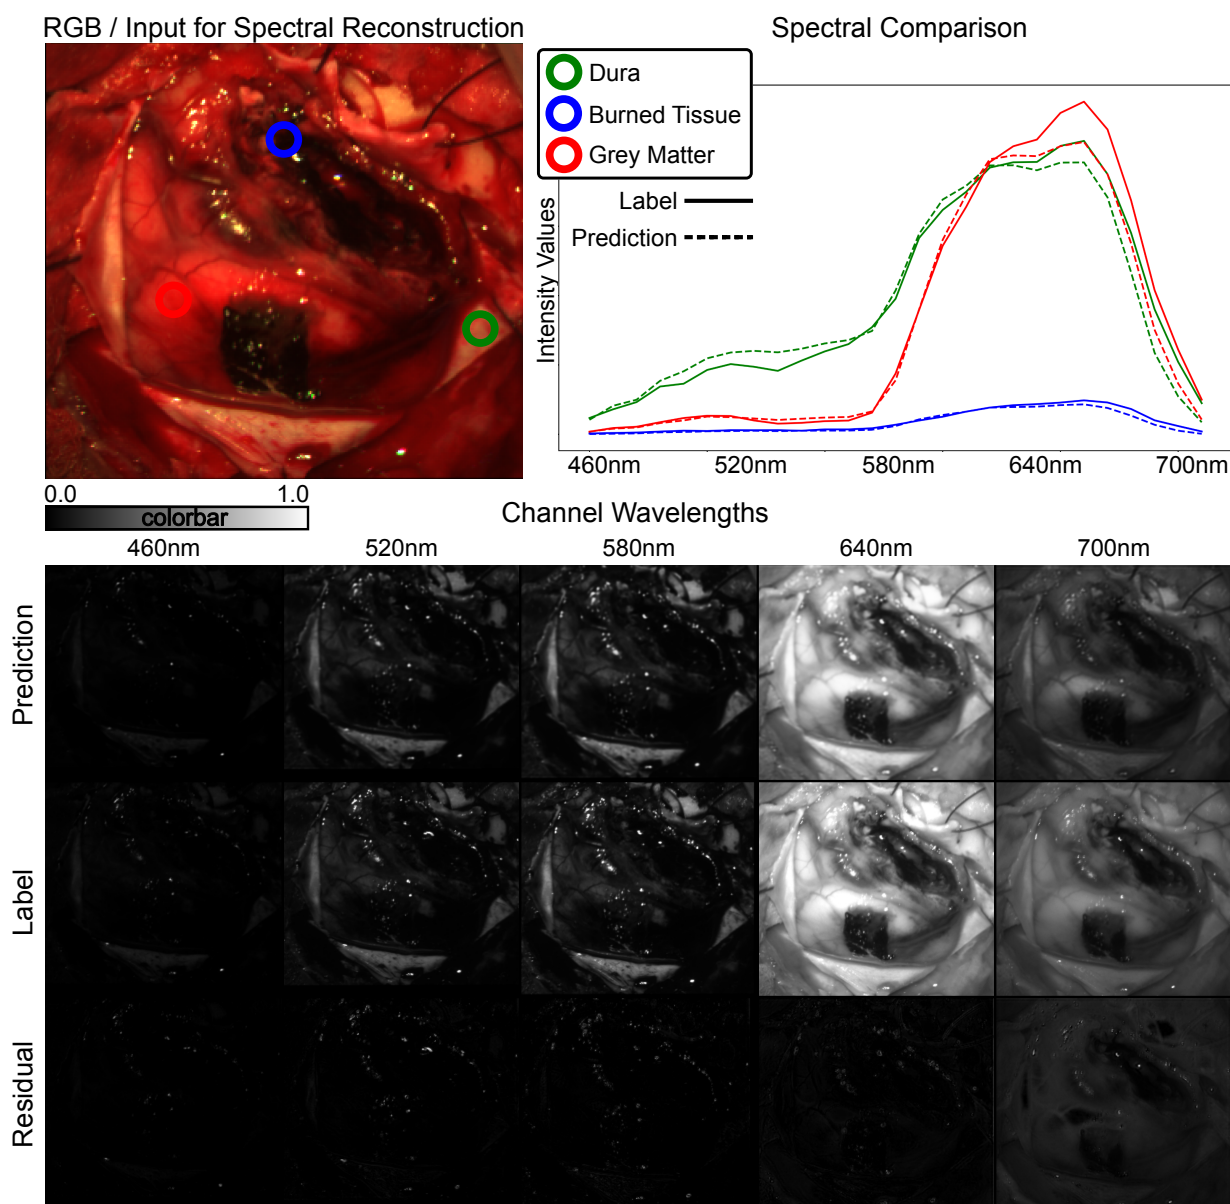 RGB / Input for Spectral Reconstruction
Spectral Comparison
Dura
Burned Tissue
Grey Matter
Label
Prediction
Intensity Values
460nm 520nm 580nm 640nm 700nm
0.0 1.0
colorbar
Channel Wavelengths
460nm 520nm 580nm 640nm 700nm
Prediction
Label
Residual